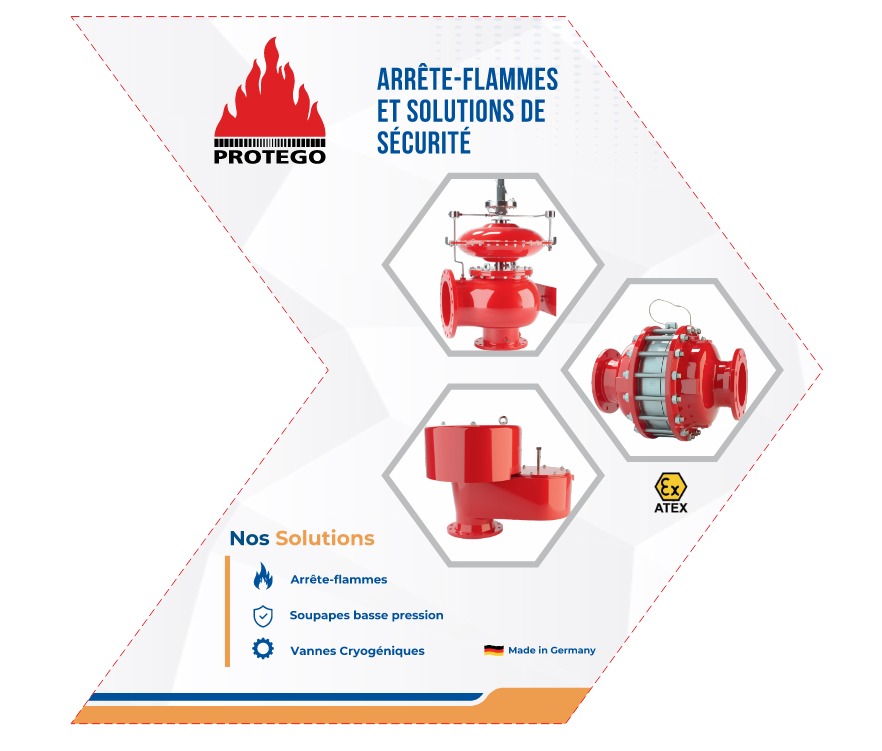 PROTEGO
ARRÊTE-FLAMMES
ET SOLUTIONS DE
SÉCURITÉ
Ex
ATEX
Nos Solutions
Arrête-flammes
Soupapes basse pression
Vannes Cryogéniques
Made in Germany